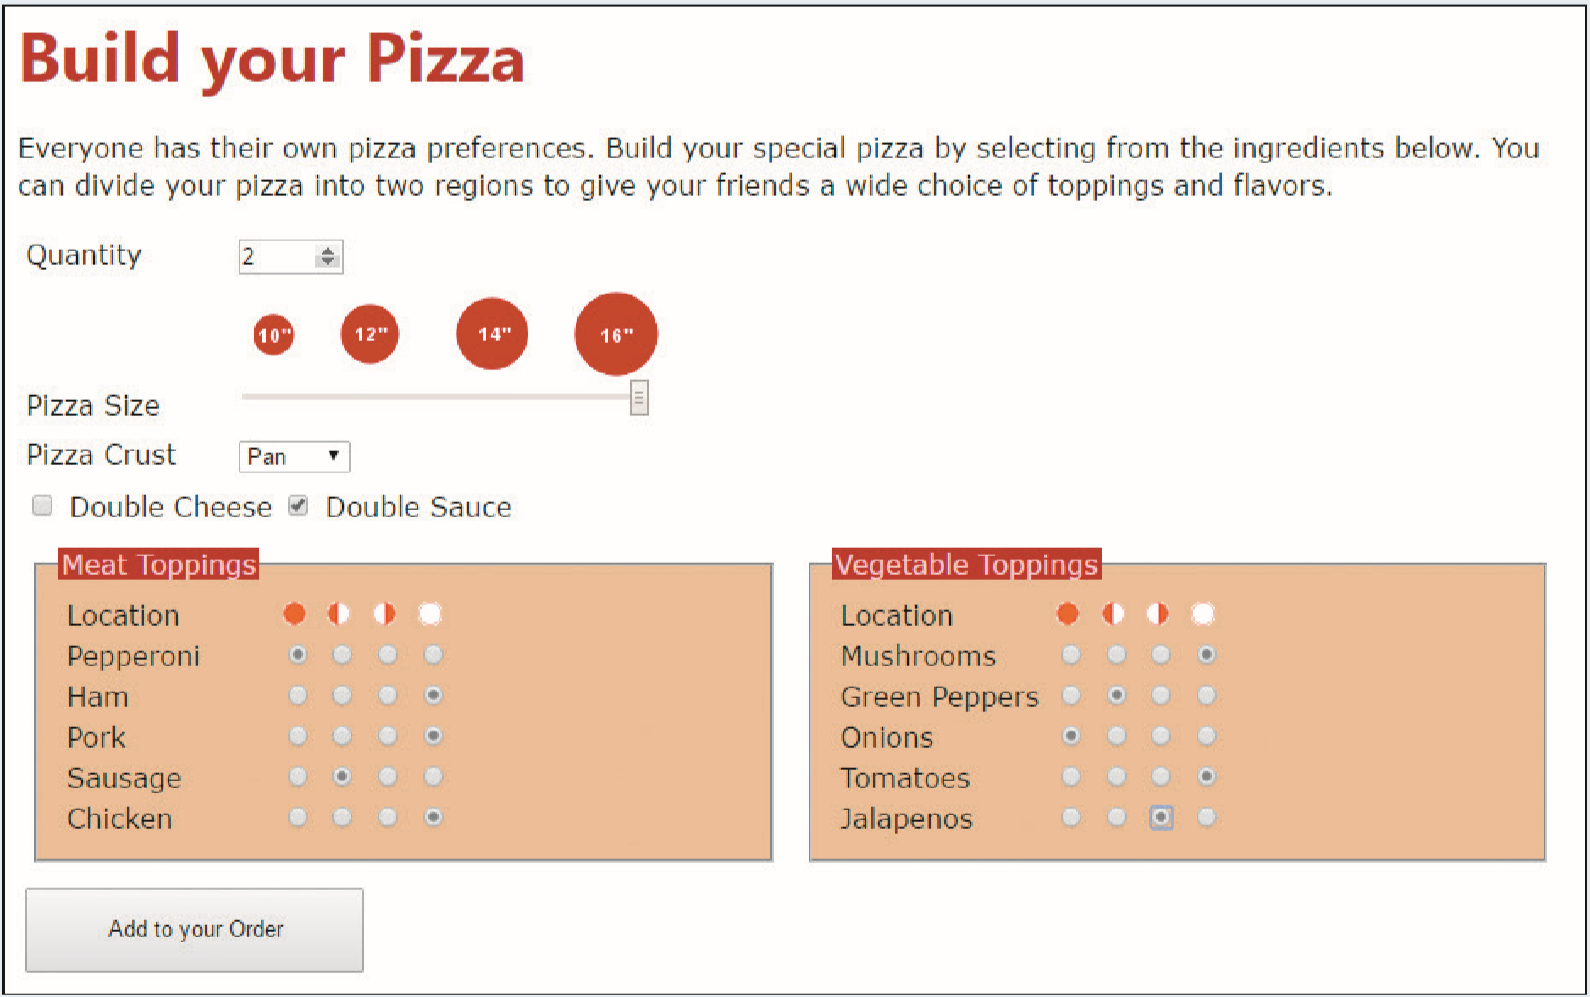 Build your Pizza
Everyone has their own pizza preferences. Build your special pizza by selecting from the ingredients below. You
can divide your pizza into two regions to give your friends a wide choice of toppings and flavors.
Quantity 2
10" 12" 14" 16"
Pizza Size
Pizza Crust Pan
Double Cheese Double Sauce
Meat Toppings
Location
Pepperoni
Ham
Pork
Sausage
Chicken
Vegetable Toppings
Location
Mushrooms
Green Peppers
Onions
Tomatoes
Jalapenos
Add to your Order